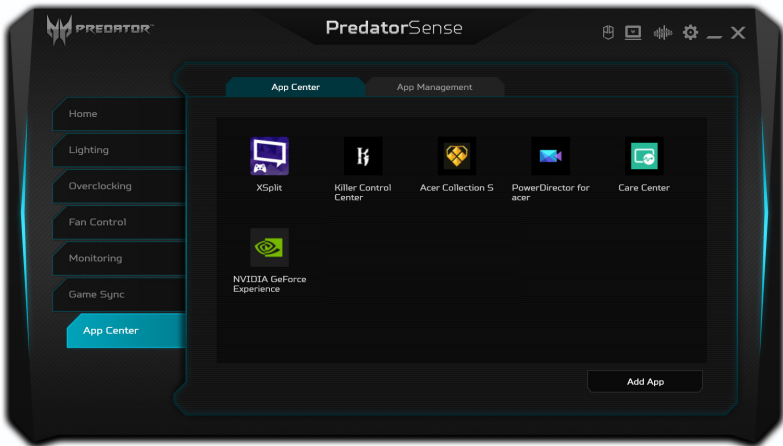 PREDATOR
PredatorSense
App Center
App Management
Home
Lighting
Overclocking
Fan Control
Monitoring
Game Sync
App Center
XSplit
Killer Control
Center
Acer Collection S
PowerDirector for
acer
Care Center
NVIDIA GeForce
Experience
Add App